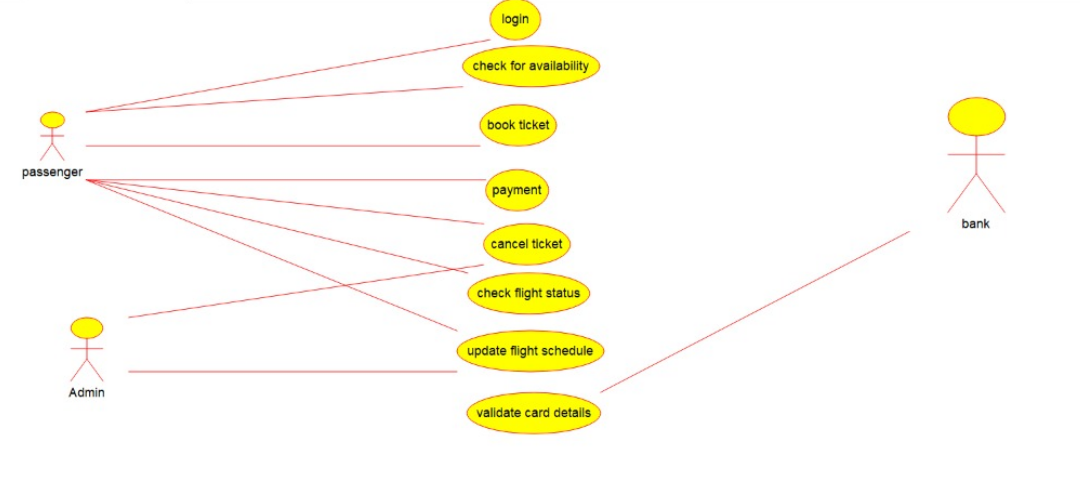 login
check for availability
book ticket
passenger
payment
bank
cancel ticket
check flight status
update flight schedule
Admin
validate card details